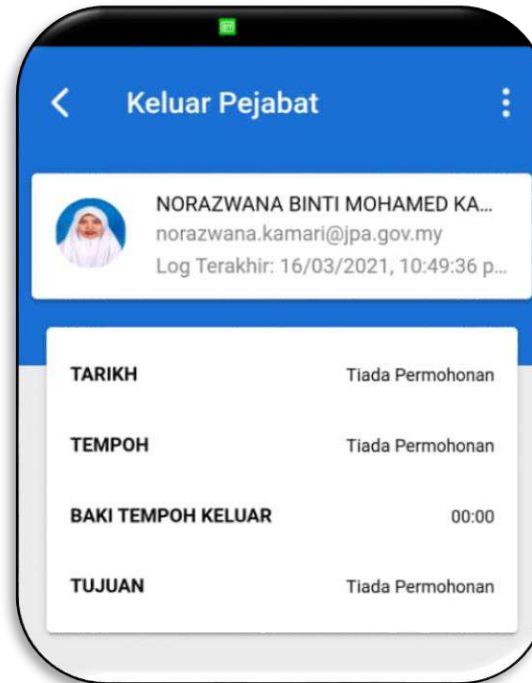 Keluar Pejabat
NORAZWANA BINTI MOHAMED KA...
norazwana.kamari@jpa.gov.my
Log Terakhir: 16/03/2021, 10:49:36 p...
TARIKH Tiada Permohonan
TEMPOH Tiada Permohonan
BAKI TEMPOH KELUAR 00:00
TUJUAN Tiada Permohonan